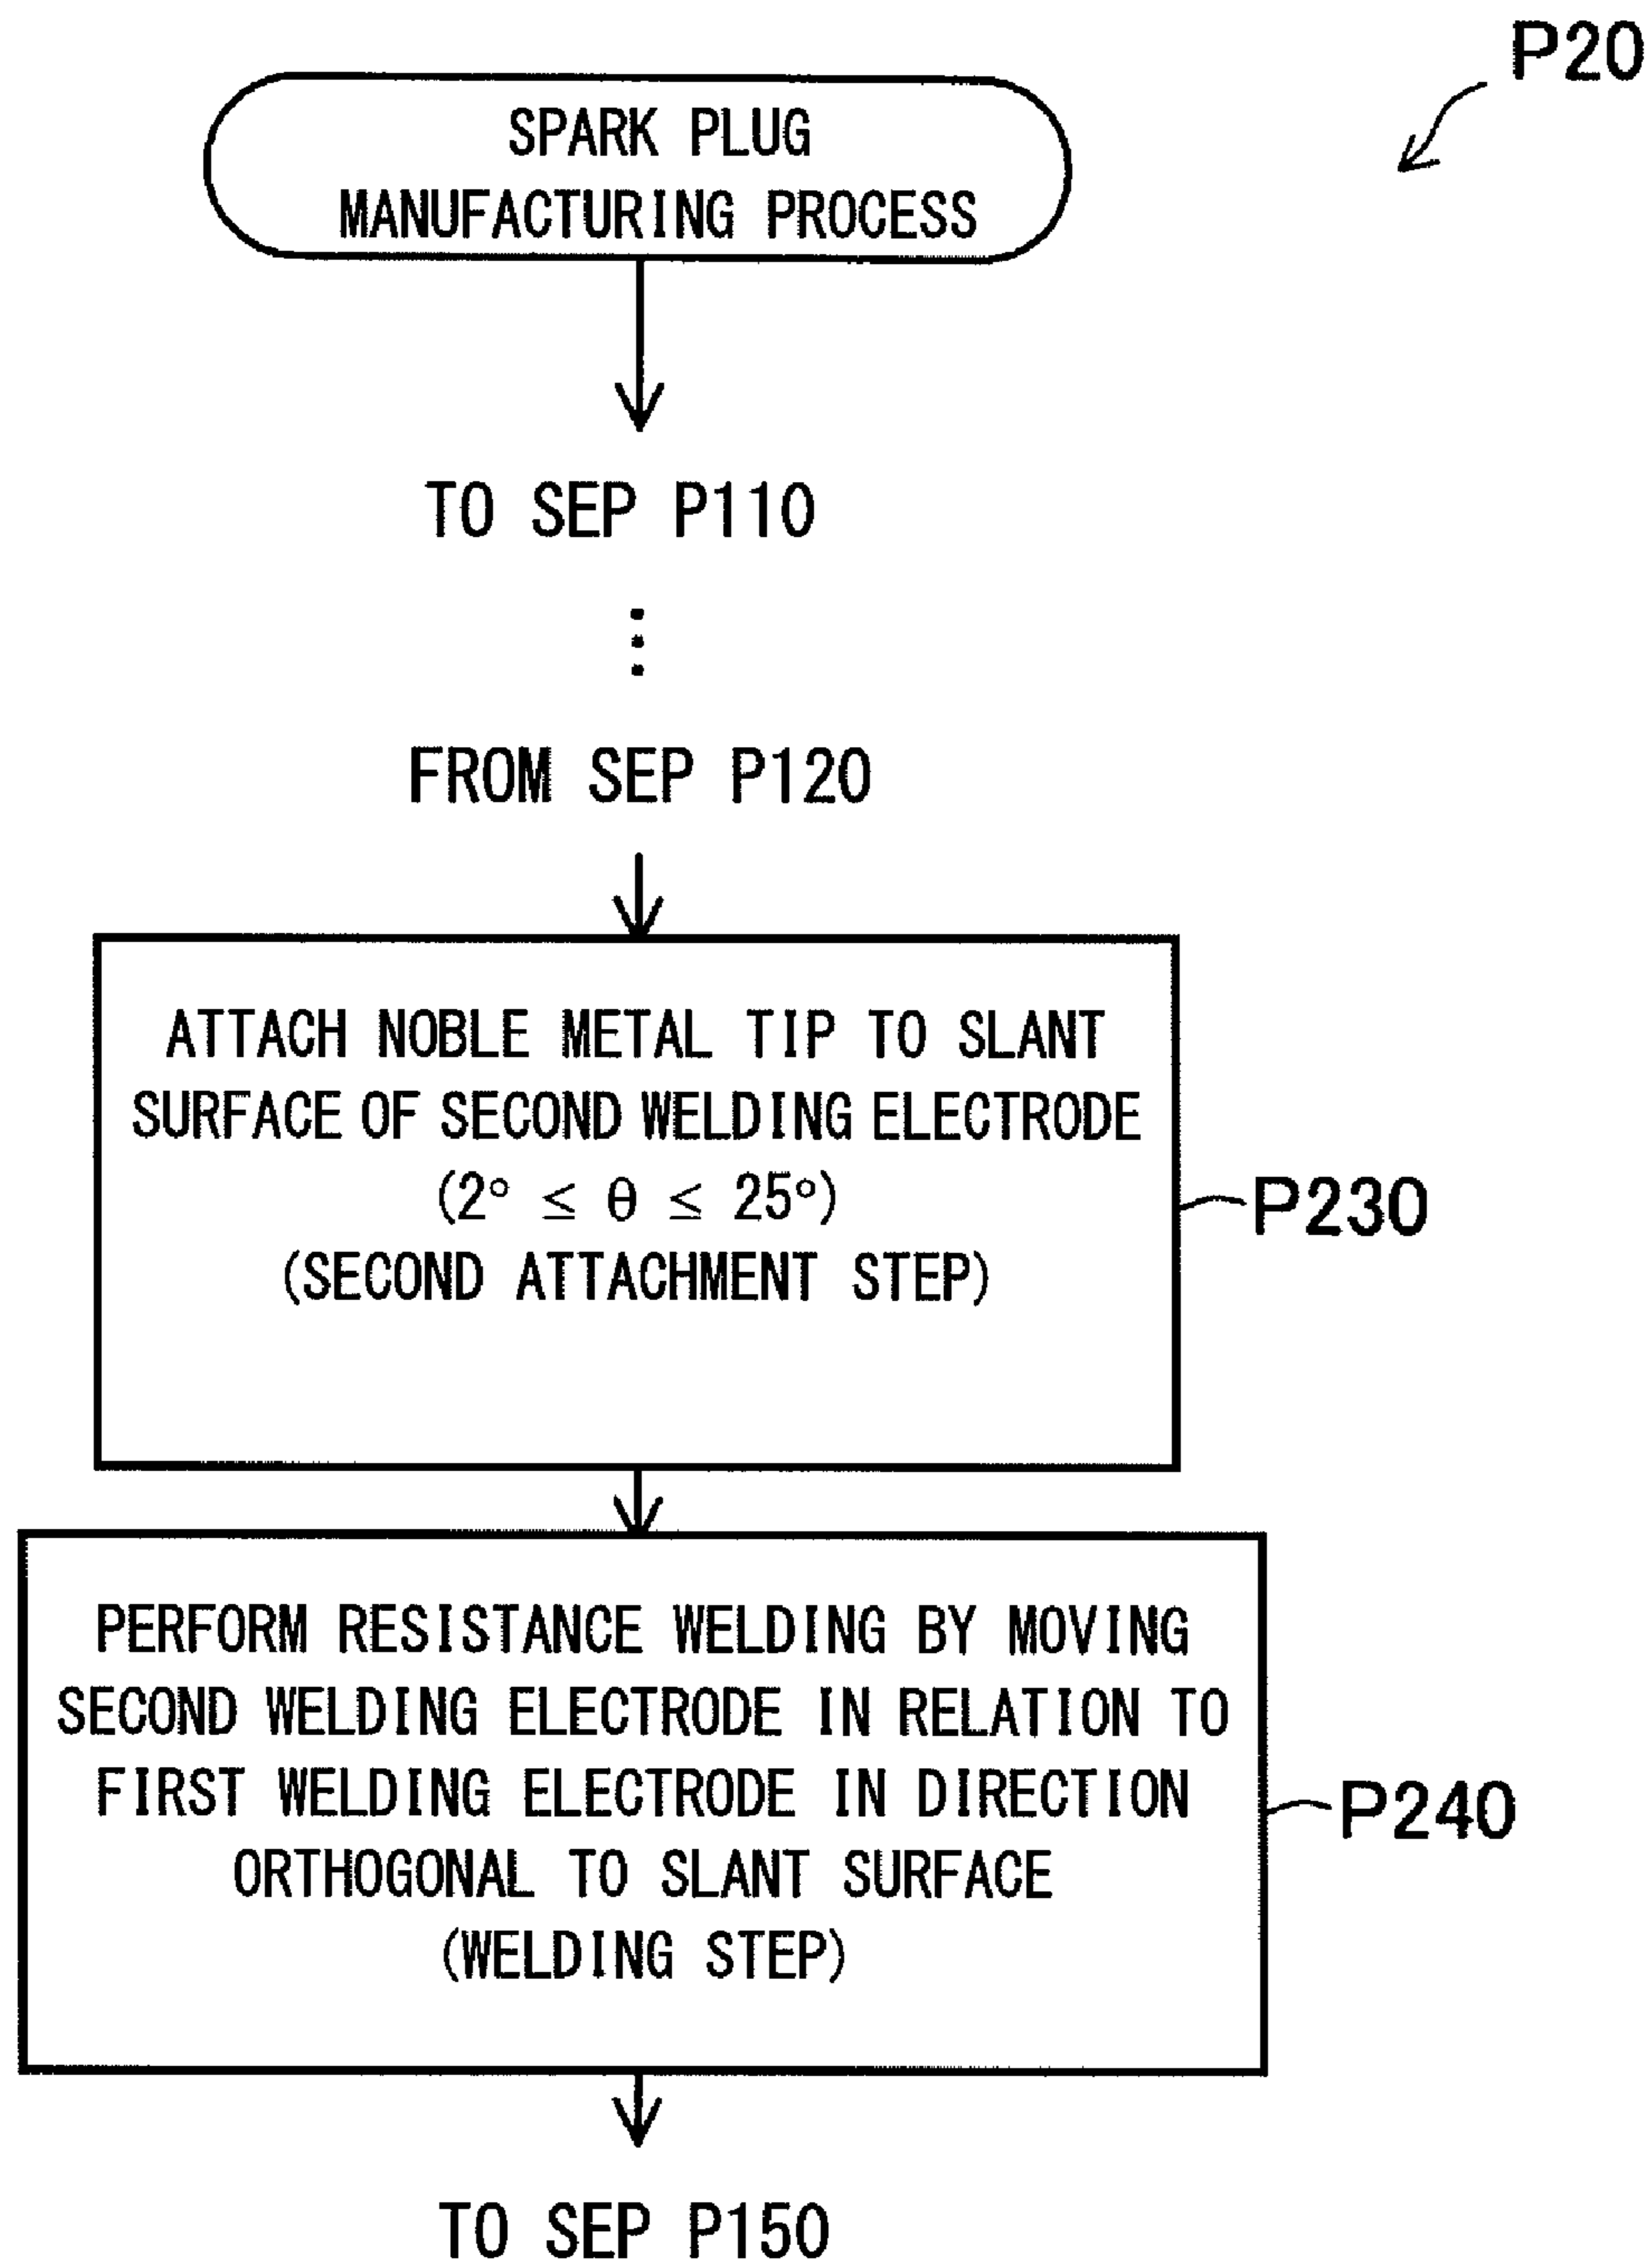 P20
SPARK PLUG
MANUFACTURING PROCESS
TO SEP P110
⋮
FROM SEP P120
ATTACH NOBLE METAL TIP TO SLANT
SURFACE OF SECOND WELDING ELECTRODE
(2° ≤ θ ≤ 25°)
(SECOND ATTACHMENT STEP)
P230
PERFORM RESISTANCE WELDING BY MOVING
SECOND WELDING ELECTRODE IN RELATION TO
FIRST WELDING ELECTRODE IN DIRECTION
ORTHOGONAL TO SLANT SURFACE
(WELDING STEP)
P240
TO SEP P150